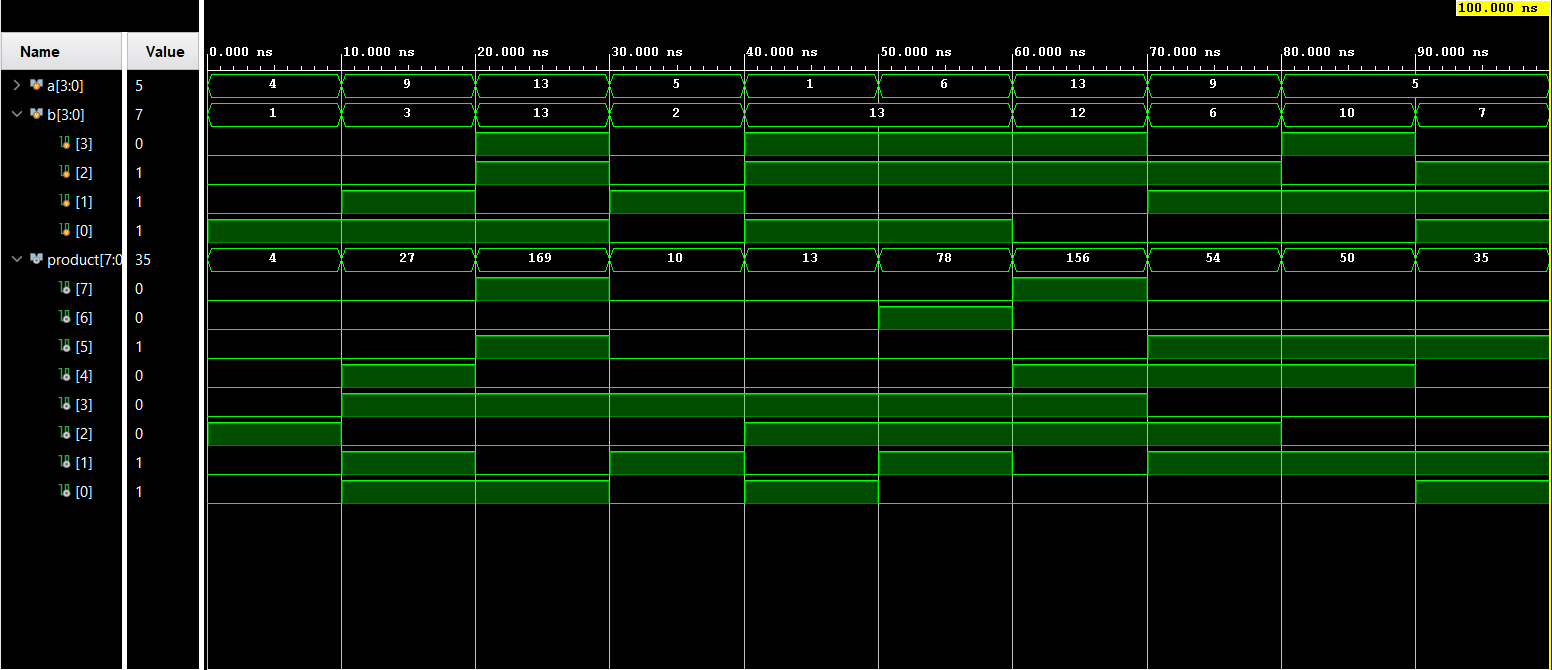 100.000 ns
Name Value 0.000 ns 10.000 ns 20.000 ns 30.000 ns 40.000 ns 50.000 ns 60.000 ns 70.000 ns 80.000 ns 90.000 ns
a[3:0] 5 4 9 13 5 1 6 13 9 5
b[3:0] 7 1 3 13 2 13 12 6 10 7
[3] 0
[2] 1
[1] 1
[0] 1
product[7:0 35 4 27 169 10 13 78 156 54 50 35
[7] 0
[6] 0
[5] 1
[4] 0
[3] 0
[2] 0
[1] 1
[0] 1